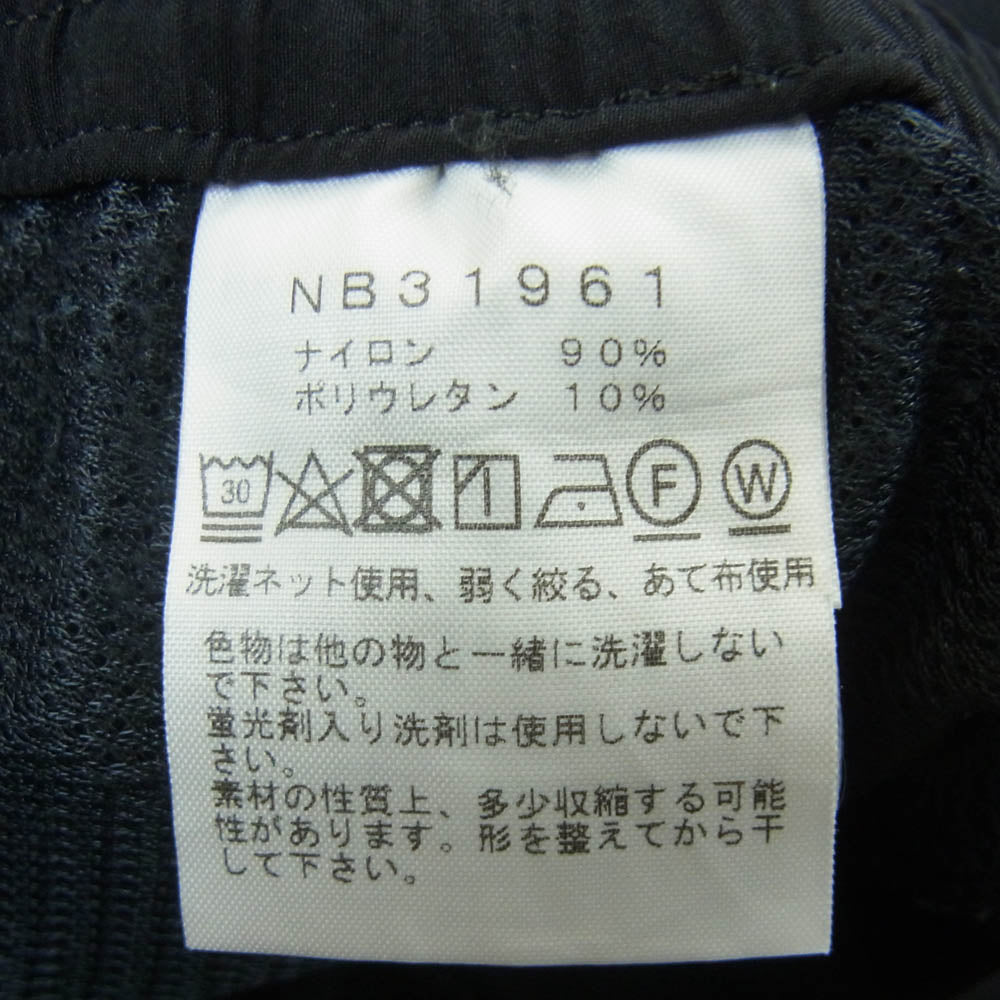 NB31961
ナイロン 90%
ポリウレタン 10%
30 F W
洗濯ネット使用、弱く絞る、あて布使用
色物は他の物と一緒に洗濯しない
で下さい。
蛍光剤入り洗剤は使用しないで下
さい。
素材の性質上、多少収縮する可能
性があります。形を整えてから干
して下さい。